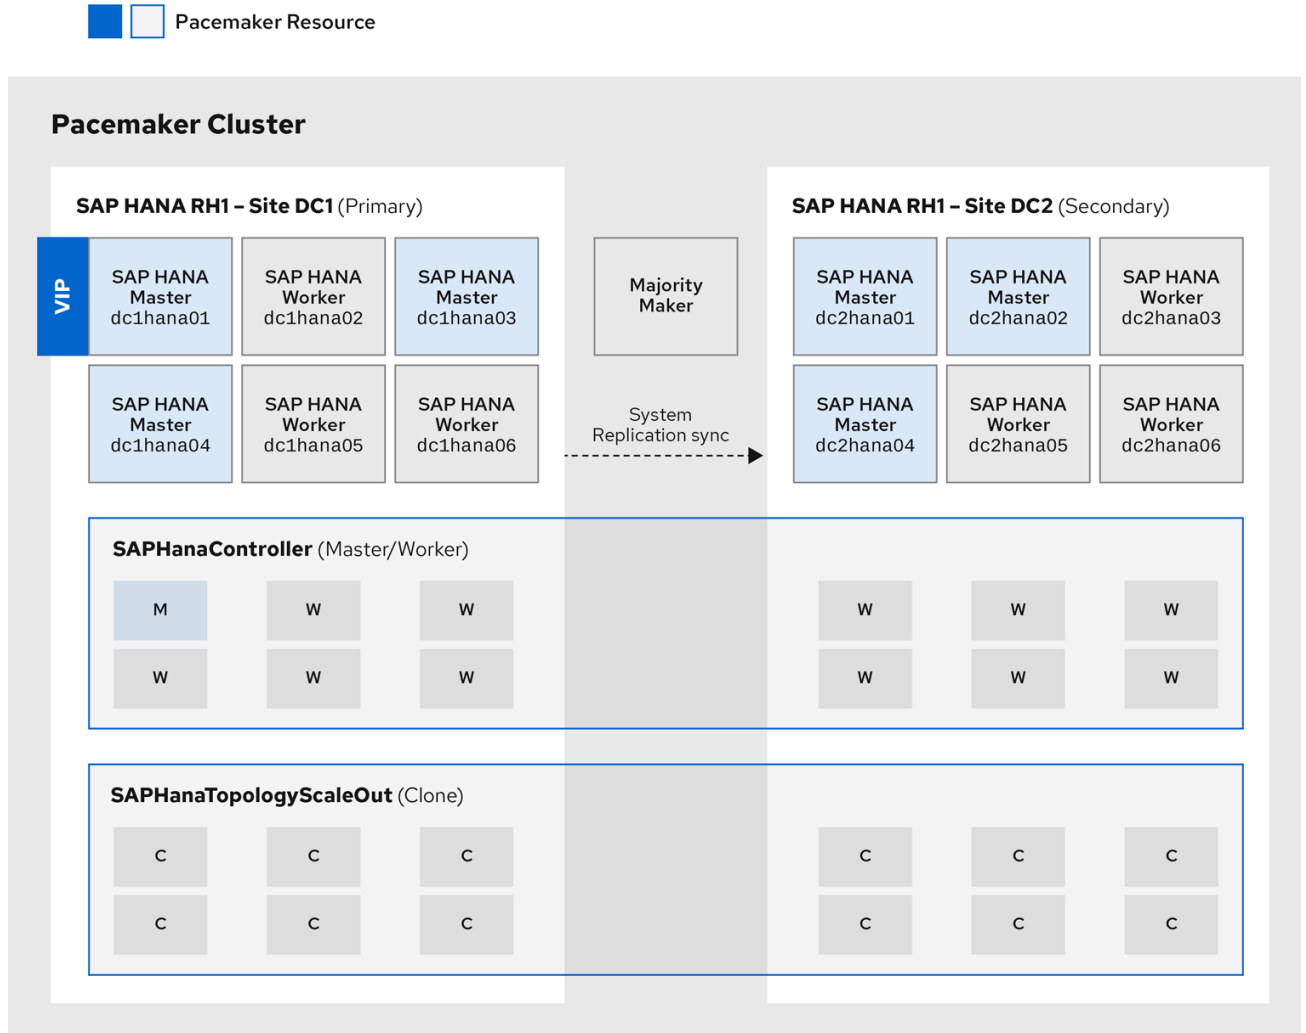 Pacemaker Resource
Pacemaker Cluster
SAP HANA RH1 – Site DC1 (Primary)
VIP
SAP HANA
Master
dc1hana01
SAP HANA
Worker
dc1hana02
SAP HANA
Master
dc1hana03
SAP HANA
Master
dc1hana04
SAP HANA
Worker
dc1hana05
SAP HANA
Worker
dc1hana06
Majority
Maker
System
Replication sync
SAP HANA RH1 – Site DC2 (Secondary)
SAP HANA
Master
dc2hana01
SAP HANA
Master
dc2hana02
SAP HANA
Worker
dc2hana03
SAP HANA
Master
dc2hana04
SAP HANA
Worker
dc2hana05
SAP HANA
Worker
dc2hana06
SAPHanaController (Master/Worker)
M W W W W W
W W W W W W
SAPHanaTopologyScaleOut (Clone)
C C C C C C
C C C C C C